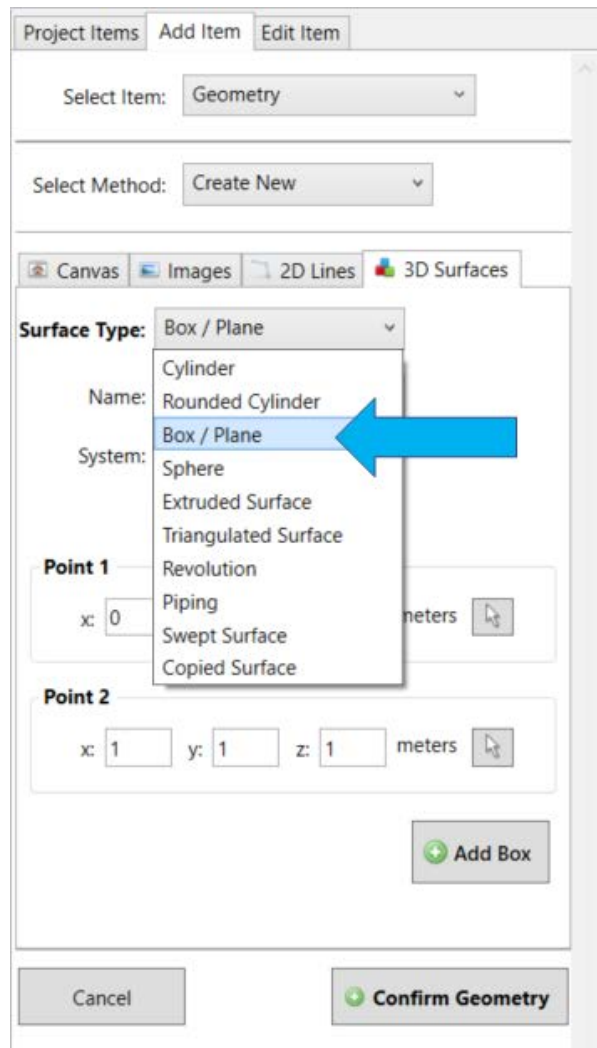 Project Items Add Item Edit Item
Select Item: Geometry
Select Method: Create New
Canvas Images 2D Lines 3D Surfaces
Surface Type: Box / Plane
Cylinder
Name: Rounded Cylinder
Box / Plane
System: Sphere
Extruded Surface
Triangulated Surface
Point 1 Revolution
Piping
x: 0 meters
Swept Surface
Copied Surface
Point 2
x: 1 y: 1 z: 1 meters
Add Box
Cancel Confirm Geometry